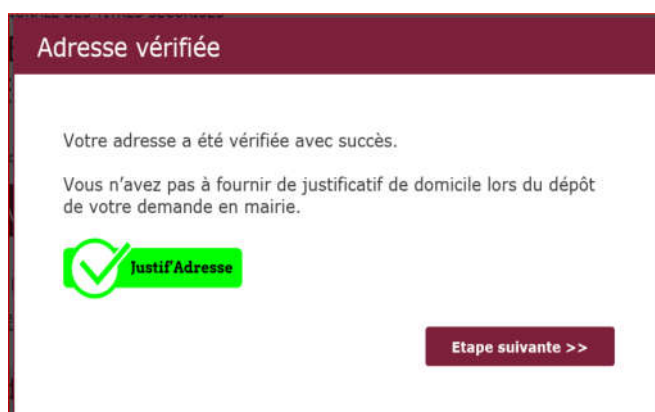 Adresse vérifiée
Votre adresse a été vérifiée avec succès.
Vous n’avez pas à fournir de justificatif de domicile lors du dépôt
de votre demande en mairie.
Justif'Adresse
Etape suivante >>